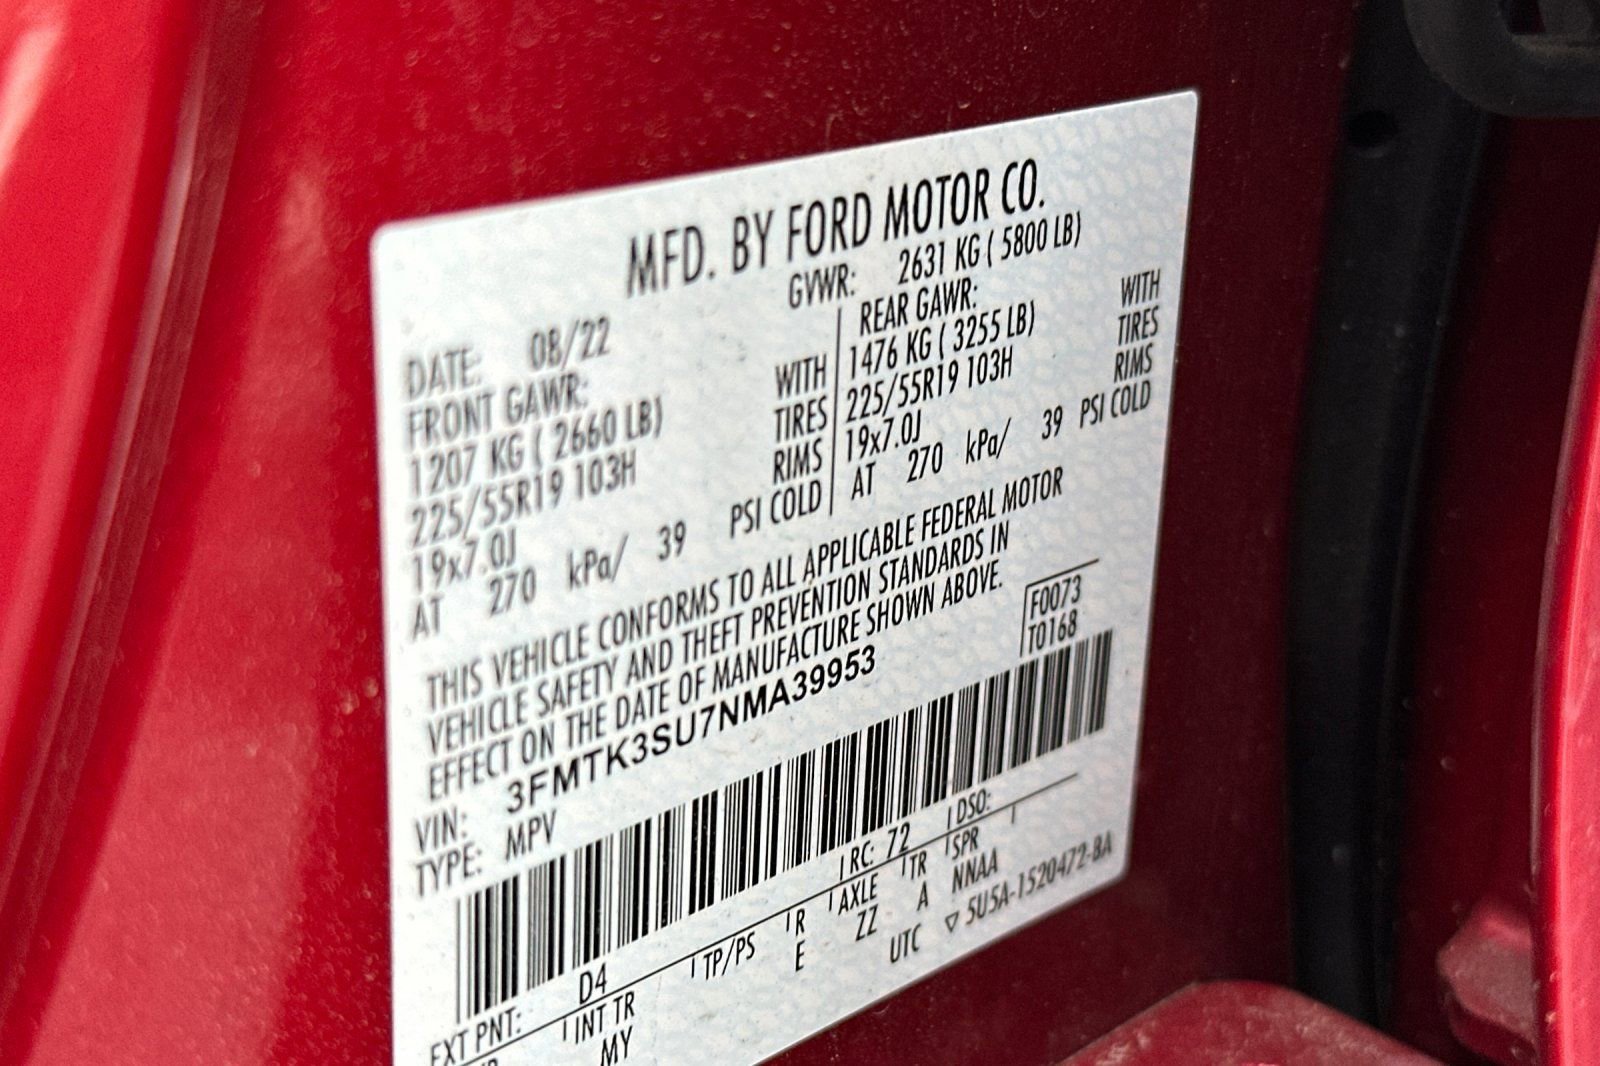 MFD. BY FORD MOTOR CO.
DATE: 08/22 GVWR: 2631 KG ( 5800 LB)
FRONT GAWR: REAR GAWR:
1207 KG ( 2660 LB) WITH 1476 KG ( 3255 LB) WITH
225/55R19 103H TIRES 225/55R19 103H TIRES
19x7.0J RIMS 19x7.0J RIMS
AT 270 kPa/ 39 PSI COLD AT 270 kPa/ 39 PSI COLD
THIS VEHICLE CONFORMS TO ALL APPLICABLE FEDERAL MOTOR
VEHICLE SAFETY AND THEFT PREVENTION STANDARDS IN
EFFECT ON THE DATE OF MANUFACTURE SHOWN ABOVE.
VIN: 3FMTK3SU7NMA39953 F0073
TYPE: MPV T0168
EXT PNT: D4 RC: 72 DSO:
INT TR TP/PS R AXLE TR SPR
MY E ZZ A NNAA
UTC ▽ 5U5A-1520472-BA